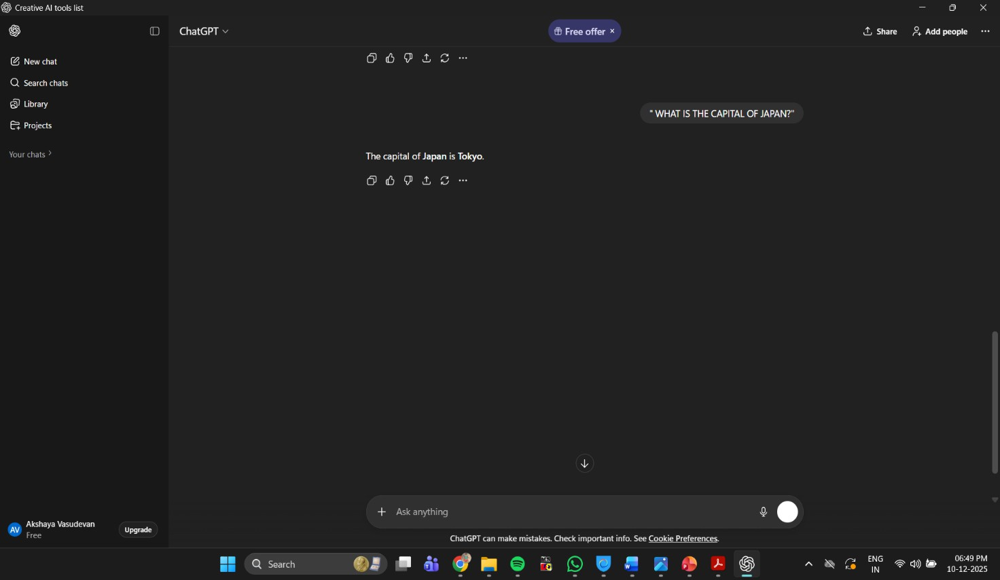 Creative AI tools list
ChatGPT
Free offer ×
Share
Add people
New chat
Search chats
Library
Projects
Your chats
" WHAT IS THE CAPITAL OF JAPAN?"
The capital of Japan is Tokyo.
Ask anything
ChatGPT can make mistakes. Check important info. See Cookie Preferences.
AV
Akshaya Vasudevan
Free
Upgrade
Search
ENG
IN
06:49 PM
10-12-2025